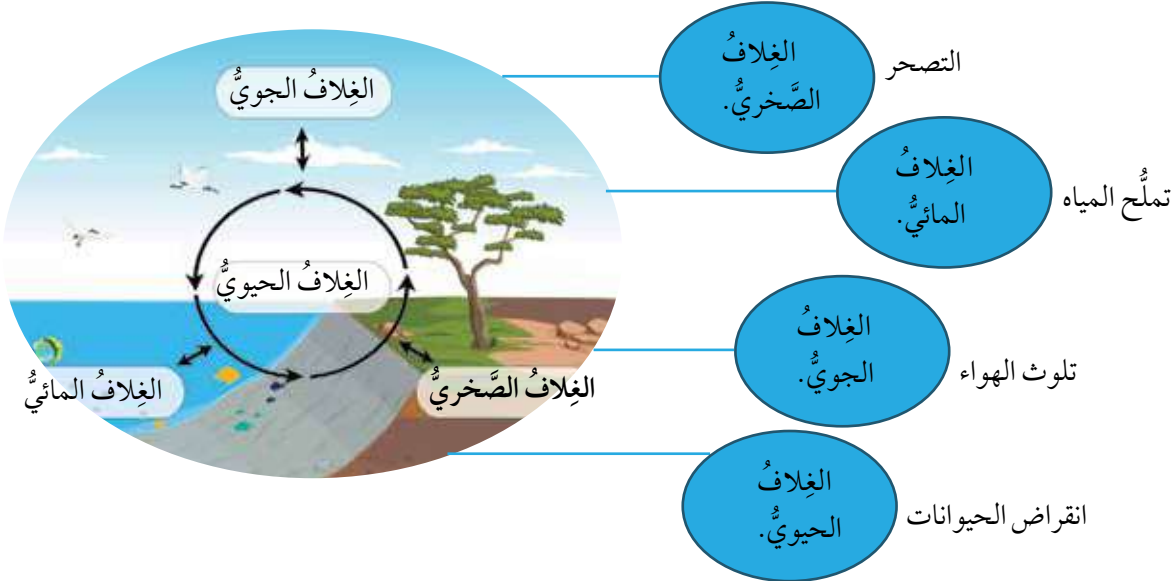 التصحر
الغِلافُ
الصَّخريُّ.
تملُّح المياه
الغِلافُ
المائيُّ.
تلوث الهواء
الغِلافُ
الجويُّ.
انقراض الحيوانات
الغِلافُ
الحيويُّ.
الغِلافُ الجويُّ
الغِلافُ الحيويُّ
الغِلافُ الصَّخريُّ
الغِلافُ المائيُّ